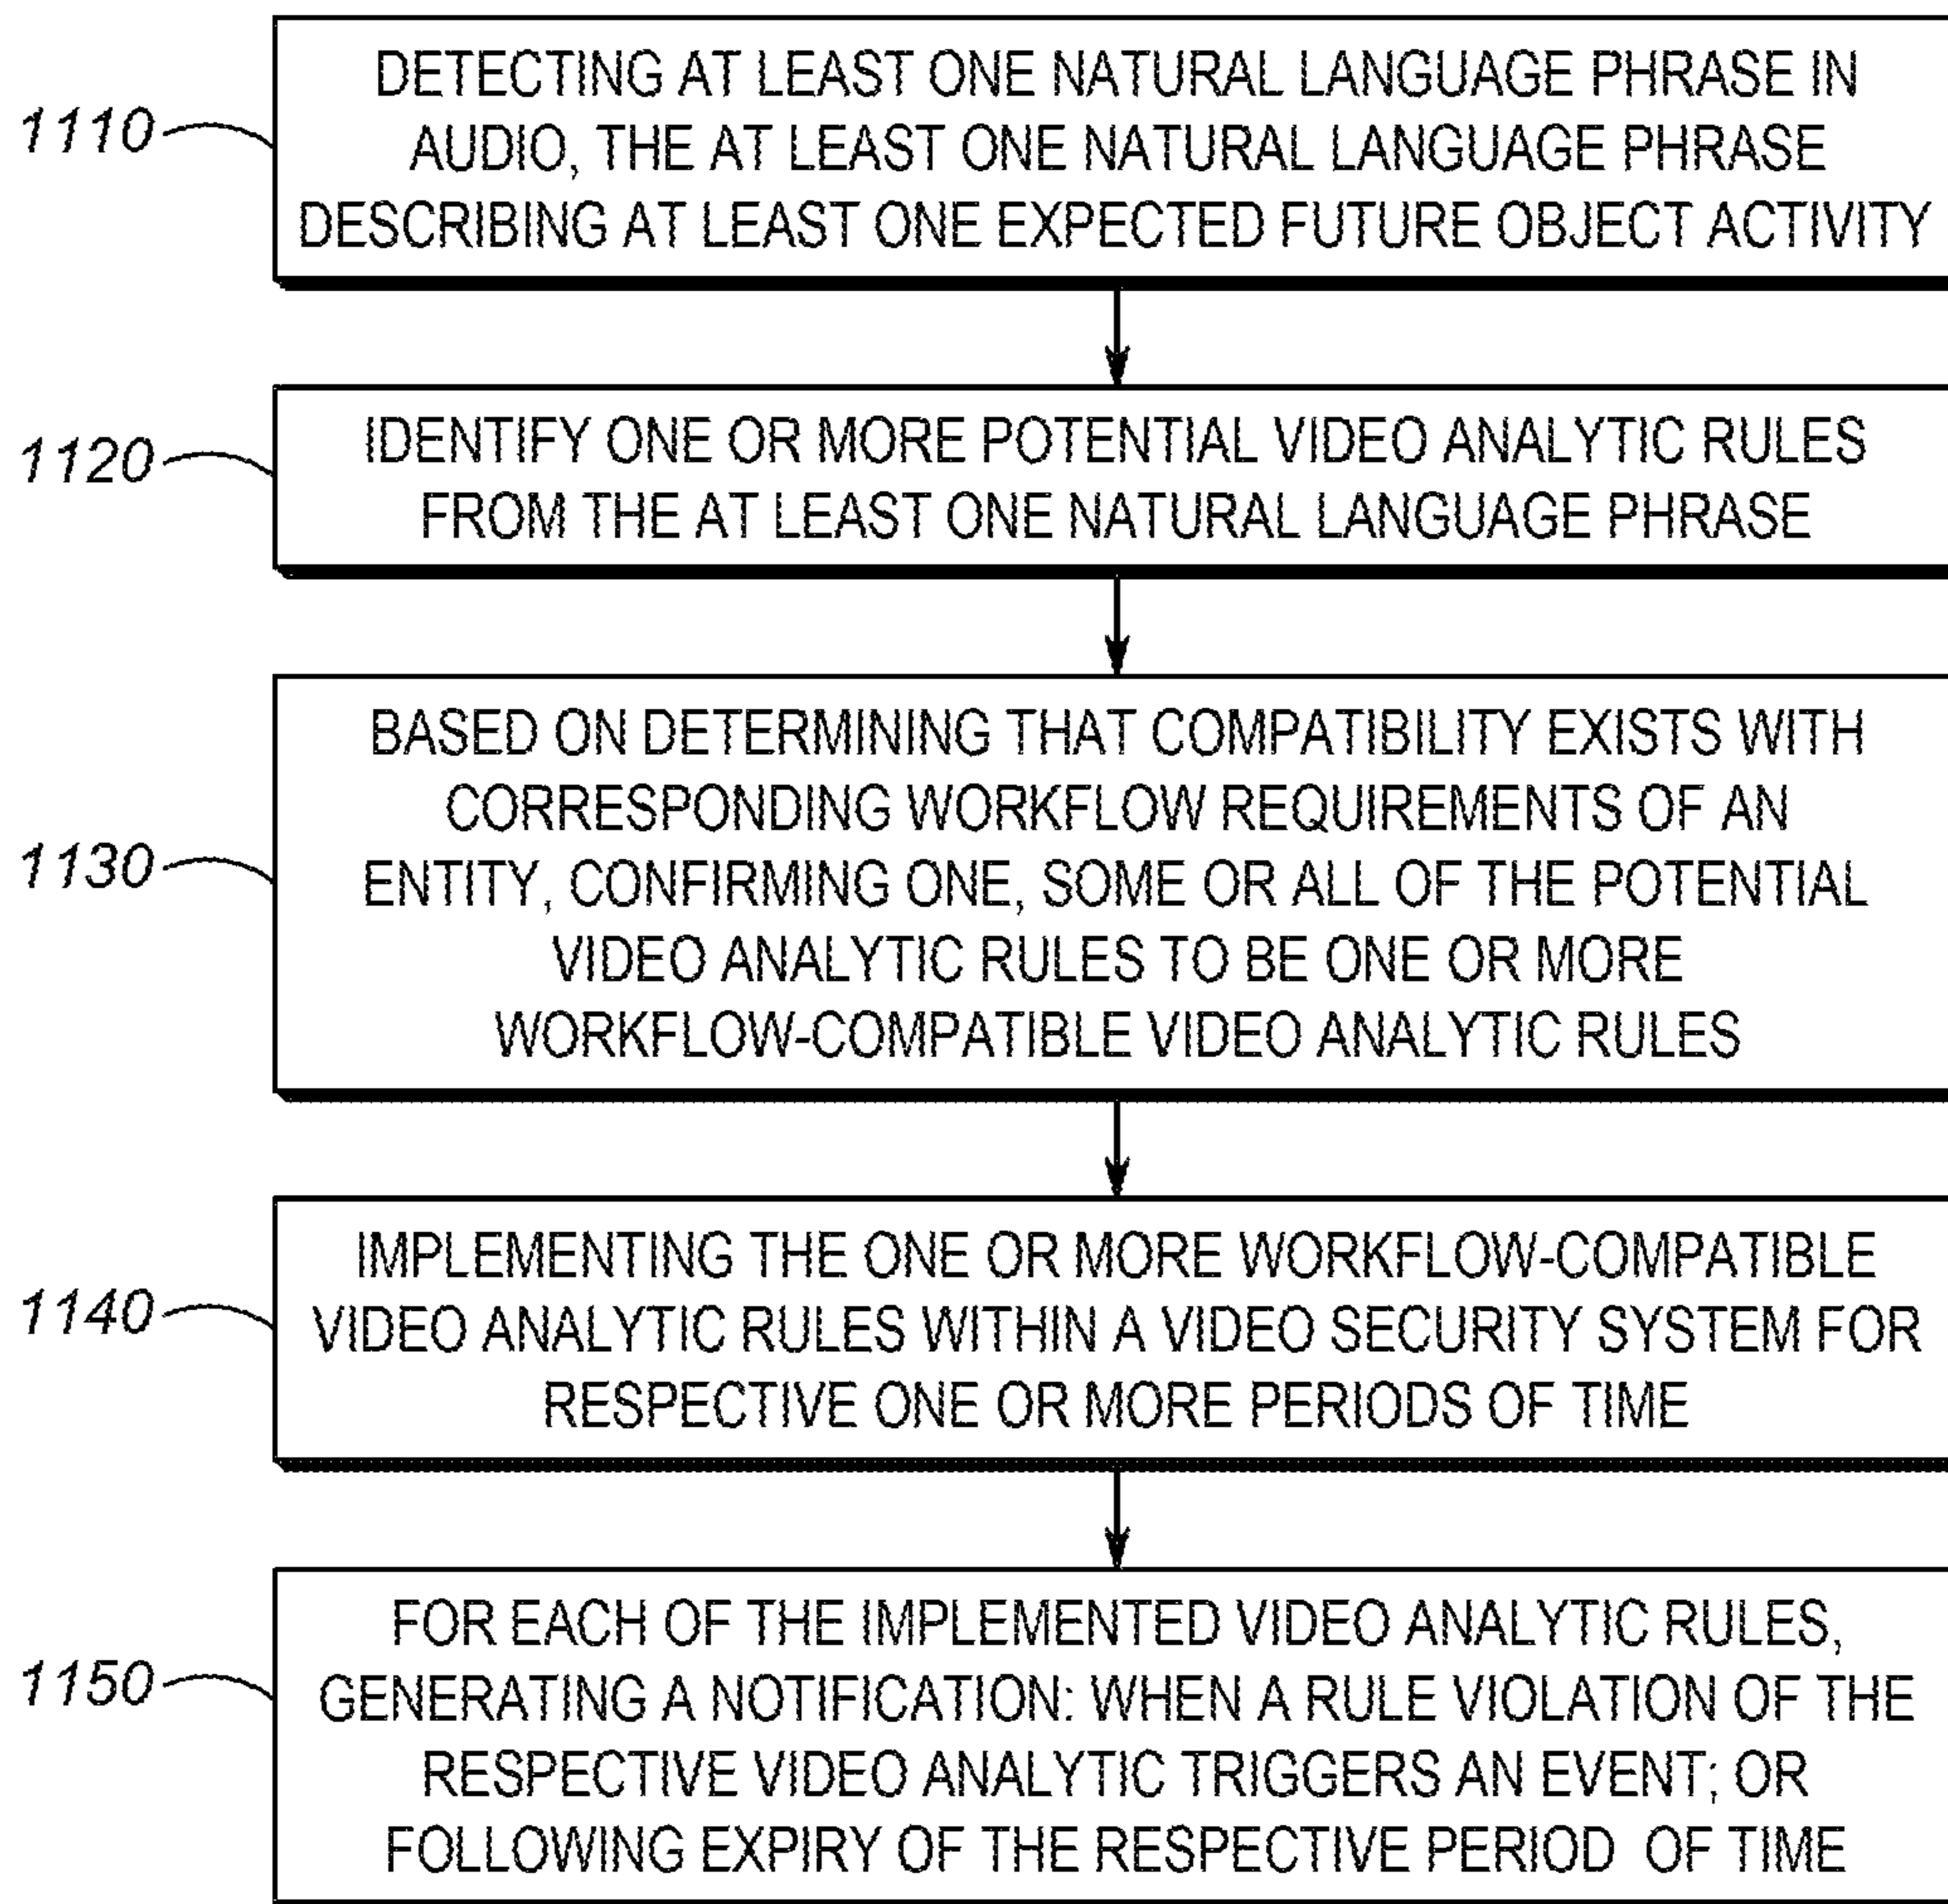 DETECTING AT LEAST ONE NATURAL LANGUAGE PHRASE IN
1110
AUDIO, THE AT LEAST ONE NATURAL LANGUAGE PHRASE
DESCRIBING AT LEAST ONE EXPECTED FUTURE OBJECT ACTIVITY
1120
IDENTIFY ONE OR MORE POTENTIAL VIDEO ANALYTIC RULES
FROM THE AT LEAST ONE NATURAL LANGUAGE PHRASE
BASED ON DETERMINING THAT COMPATIBILITY EXISTS WITH
CORRESPONDING WORKFLOW REQUIREMENTS OF AN
1130
ENTITY, CONFIRMING ONE, SOME OR ALL OF THE POTENTIAL
VIDEO ANALYTIC RULES TO BE ONE OR MORE
WORKFLOW-COMPATIBLE VIDEO ANALYTIC RULES
IMPLEMENTING THE ONE OR MORE WORKFLOW-COMPATIBLE
1140
VIDEO ANALYTIC RULES WITHIN A VIDEO SECURITY SYSTEM FOR
RESPECTIVE ONE OR MORE PERIODS OF TIME
FOR EACH OF THE IMPLEMENTED VIDEO ANALYTIC RULES,
1150
GENERATING A NOTIFICATION: WHEN A RULE VIOLATION OF THE
RESPECTIVE VIDEO ANALYTIC TRIGGERS AN EVENT; OR
FOLLOWING EXPIRY OF THE RESPECTIVE PERIOD OF TIME